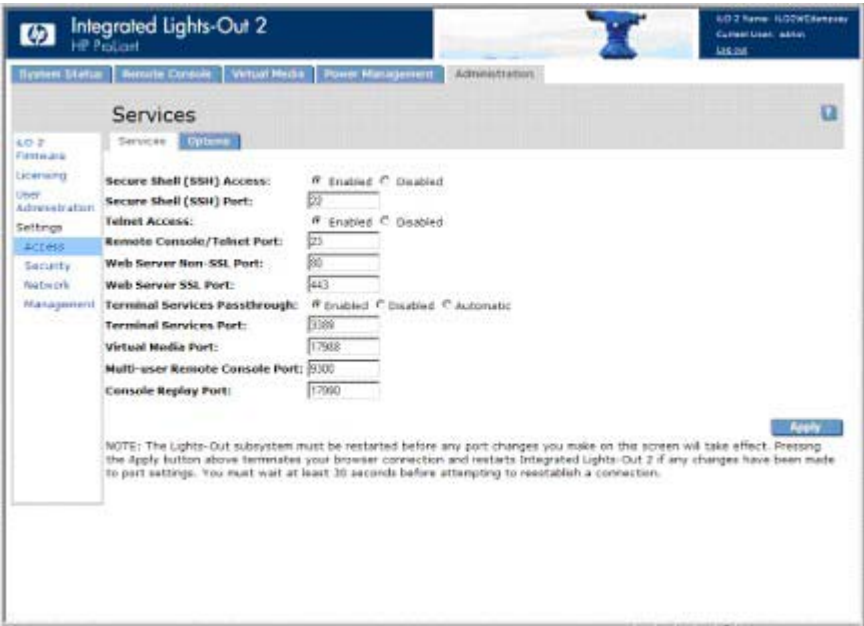 Integrated Lights-Out 2
HP ProLiant
iLO 2 Name:
Current User: admin
Log out
System Status
Remote Console
Virtual Media
Power Management
Administration
Services
?
Services
Options
iLO 2
Firmware
Licensing
User
Administration
Settings
Access
Security
Network
Management
Secure Shell (SSH) Access: Enabled Disabled
Secure Shell (SSH) Port: 22
Telnet Access: Enabled Disabled
Remote Console/Telnet Port: 23
Web Server Non-SSL Port: 80
Web Server SSL Port: 443
Terminal Services Passthrough: Enabled Disabled Automatic
Terminal Services Port: 3389
Virtual Media Port: 17988
Multi-user Remote Console Port: 9300
Console Replay Port: 17990
Apply
NOTE: The Lights-Out subsystem must be restarted before any port changes you make on this screen will take effect. Pressing
the Apply button above terminates your browser connection and restarts Integrated Lights-Out 2 if any changes have been made
to port settings. You must wait at least 30 seconds before attempting to reestablish a connection.